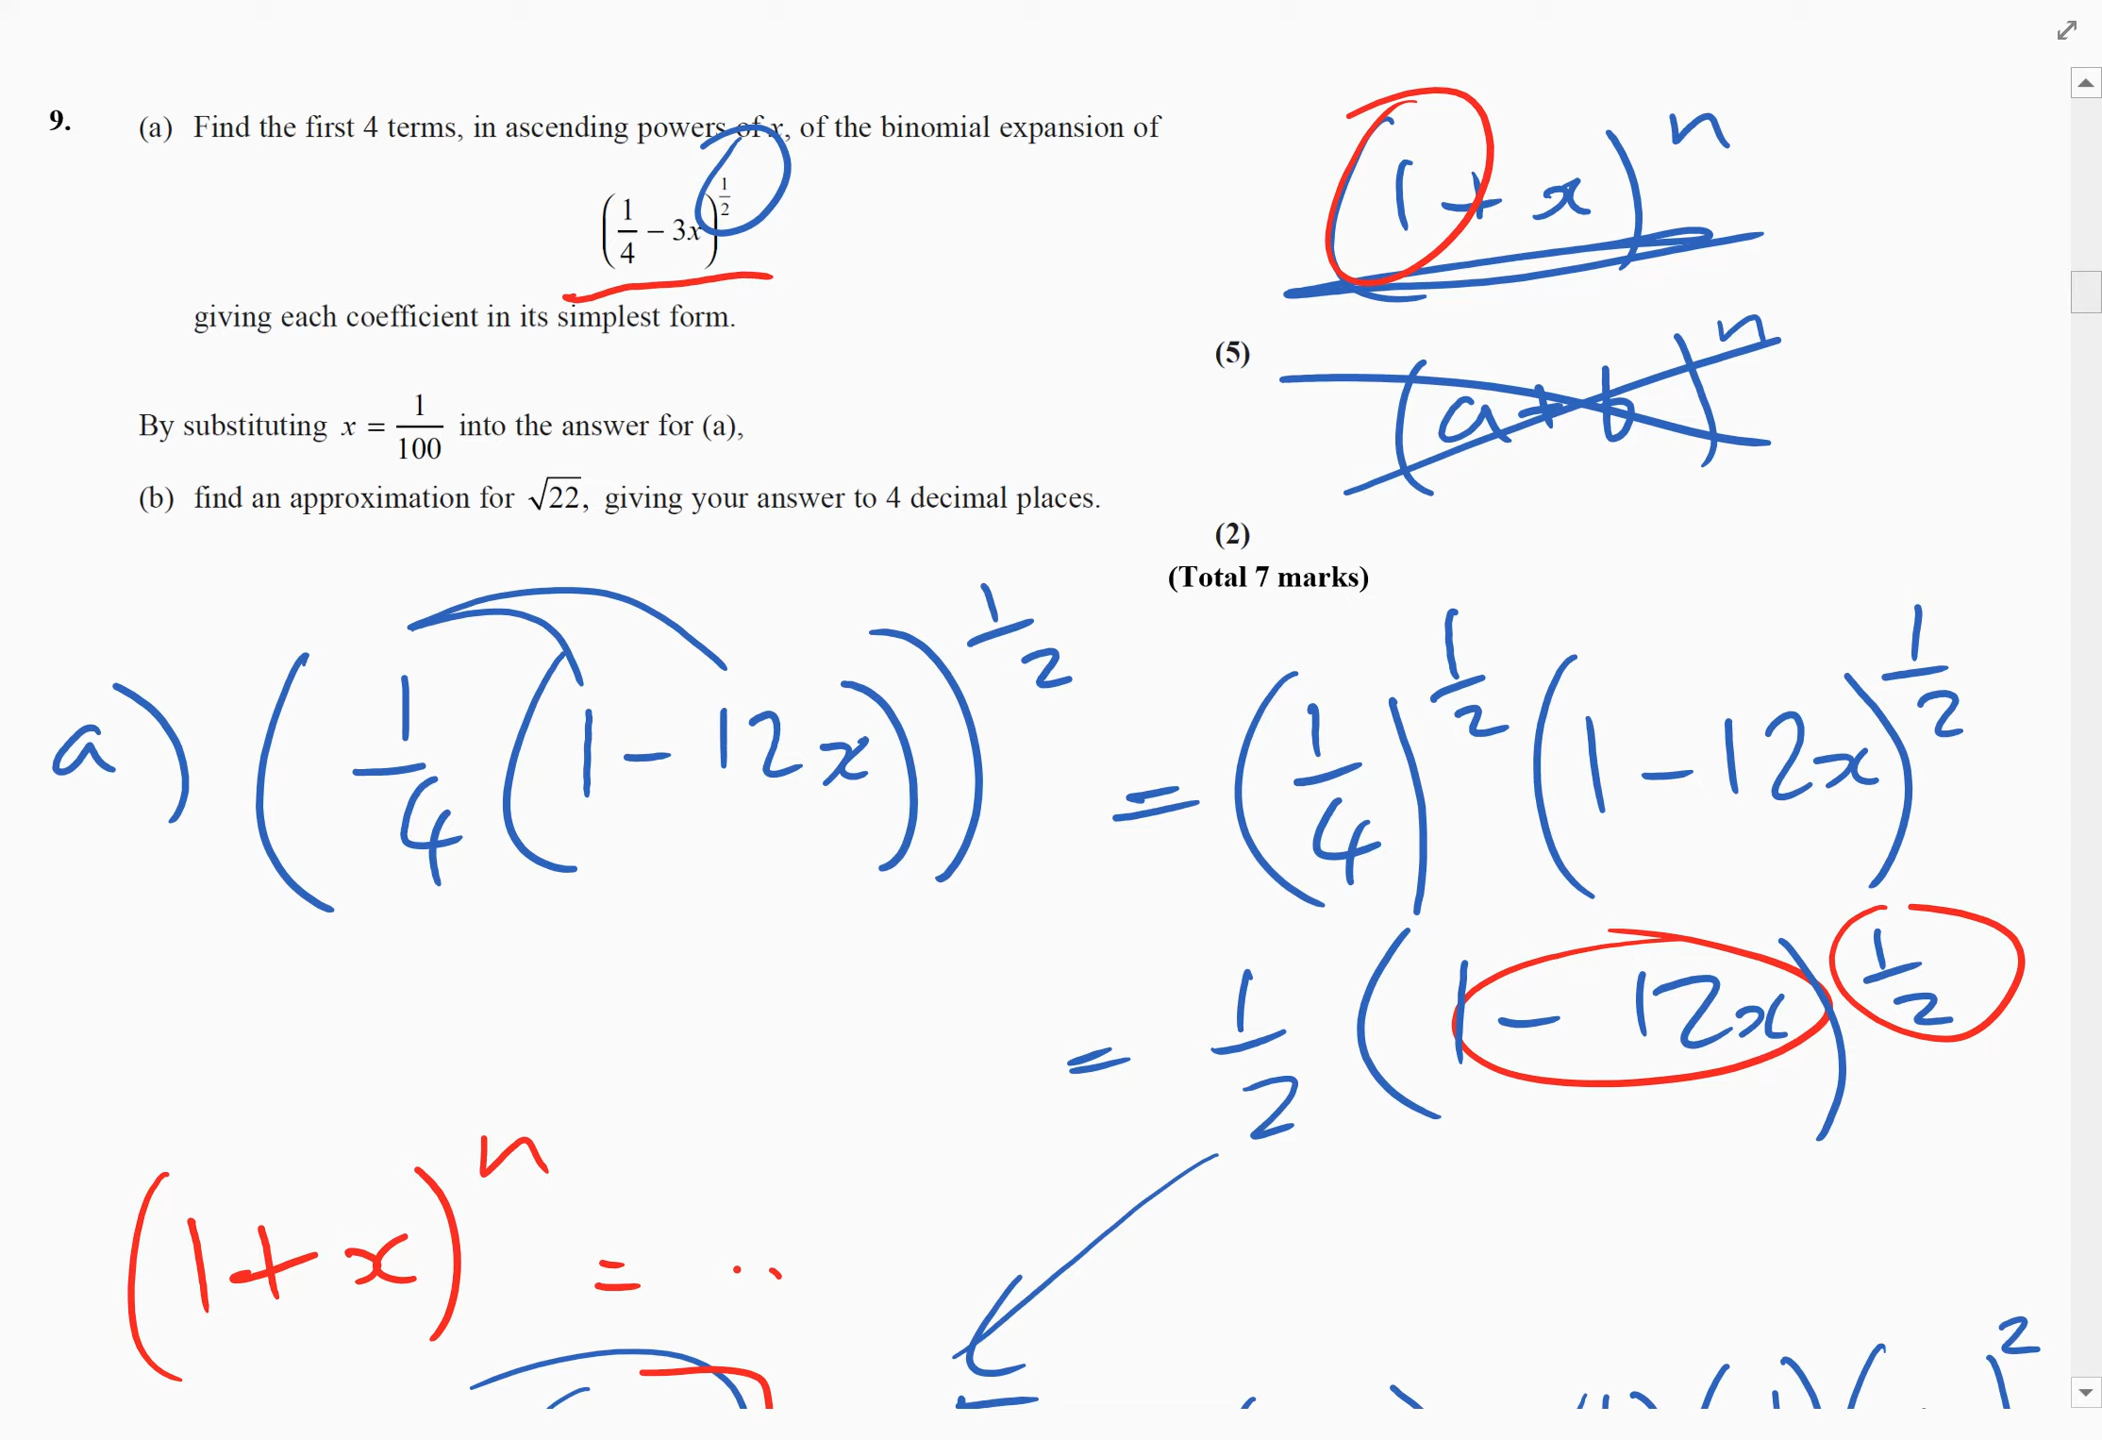 9. (a) Find the first 4 terms, in ascending powers of x, of the binomial expansion of
(1 + x)^n
(1/4 − 3x)^(1/2)
giving each coefficient in its simplest form.
(5)
(a + b)^n
By substituting x = 1/100 into the answer for (a),
(b) find an approximation for √22, giving your answer to 4 decimal places.
(2)
(Total 7 marks)
a) (1/4 (1 − 12x))^(1/2) = (1/4)^(1/2) (1 − 12x)^(1/2)
= 1/2 (1 − 12x)^(1/2)
(1 + x)^n = ..
2